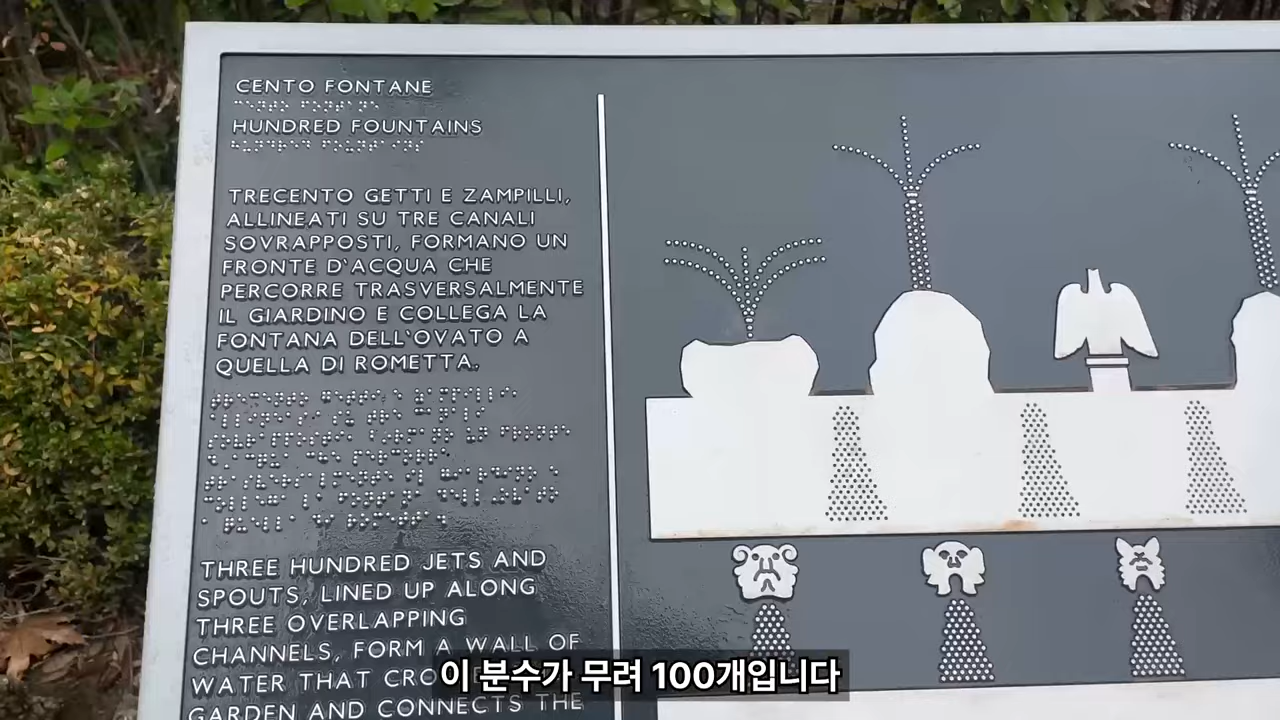 CENTO FONTANE
HUNDRED FOUNTAINS
TRECENTO GETTI E ZAMPILLI,
ALLINEATI SU TRE CANALI
SOVRAPPOSTI, FORMANO UN
FRONTE D'ACQUA CHE
PERCORRE TRASVERSALMENTE
IL GIARDINO E COLLEGA LA
FONTANA DELL'OVATO A
QUELLA DI ROMETTA.
THREE HUNDRED JETS AND
SPOUTS, LINED UP ALONG
THREE OVERLAPPING
CHANNELS, FORM A WALL OF
WATER THAT
GARDEN AND CONNECTS THE
이 분수가 무려 100개입니다